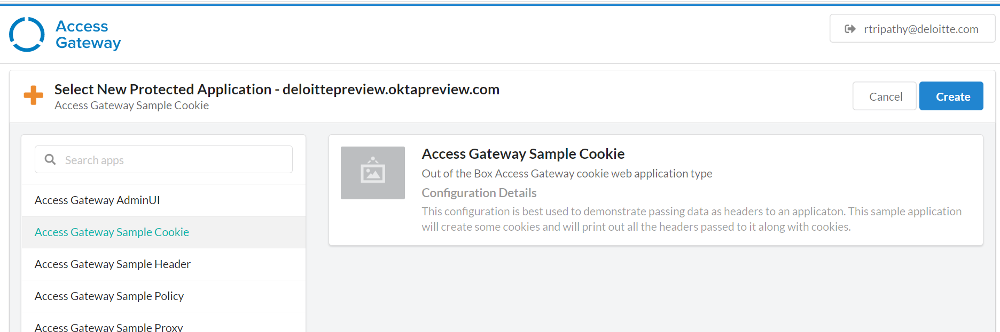 Access
Gateway
rtripathy@deloitte.com
Select New Protected Application - deloittepreview.oktapreview.com
Access Gateway Sample Cookie
Cancel
Create
Search apps
Access Gateway AdminUI
Access Gateway Sample Cookie
Access Gateway Sample Header
Access Gateway Sample Policy
Access Gateway Sample Proxy
Access Gateway Sample Cookie
Out of the Box Access Gateway cookie web application type
Configuration Details
This configuration is best used to demonstrate passing data as headers to an applicaton. This sample application
will create some cookies and will print out all the headers passed to it along with cookies.